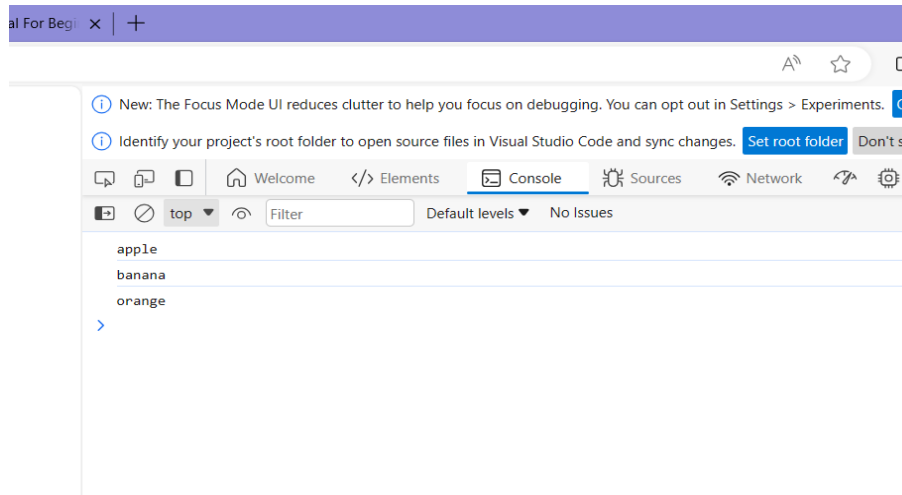 al For Begi
New: The Focus Mode UI reduces clutter to help you focus on debugging. You can opt out in Settings > Experiments.
Identify your project's root folder to open source files in Visual Studio Code and sync changes. Set root folder Don't s
Welcome </> Elements Console Sources Network
top Filter Default levels No Issues
apple
banana
orange